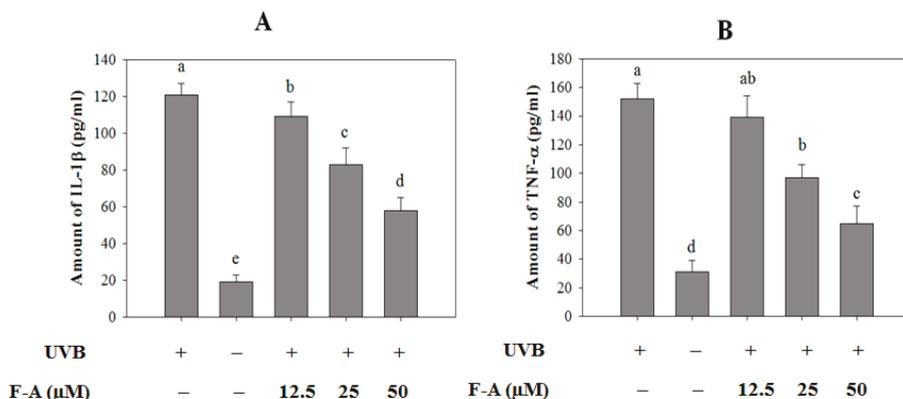 A
Amount of IL-1β (pg/ml)
140
120
100
80
60
40
20
0
a
e
b
c
d
UVB + – + + +
F-A (μM) – – 12.5 25 50
B
Amount of TNF-α (pg/ml)
180
160
140
120
100
80
60
40
20
0
a
d
ab
b
c
UVB + – + + +
F-A (μM) – – 12.5 25 50